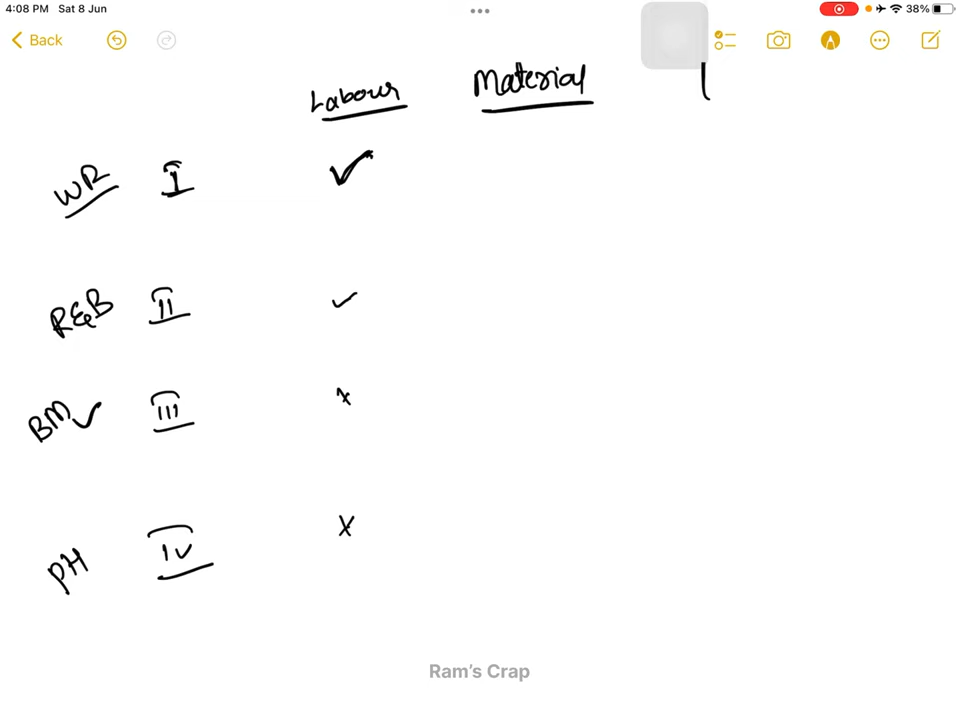 4:08 PM Sat 8 Jun 38%
Back
Labour Material
WR I ✓
R&B II ✓
BM ✓ III ×
PH IV ×
Ram's Crap